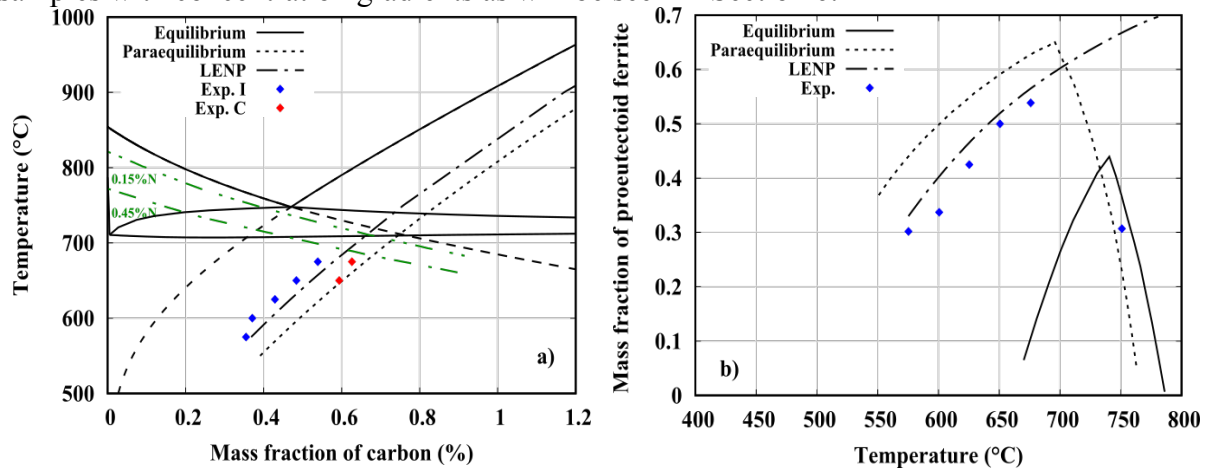 1000
900
800
700
600
500
0
0.2
0.4
0.6
0.8
1
1.2
Temperature (°C)
Mass fraction of carbon (%)
Equilibrium
Paraequilibrium
LENP
Exp. I
Exp. C
0.15%N
0.45%N
a)
0.7
0.6
0.5
0.4
0.3
0.2
0.1
0
400
450
500
550
600
650
700
750
800
Mass fraction of proeutectoid ferrite
Temperature (°C)
Equilibrium
Paraequilibrium
LENP
Exp.
b)